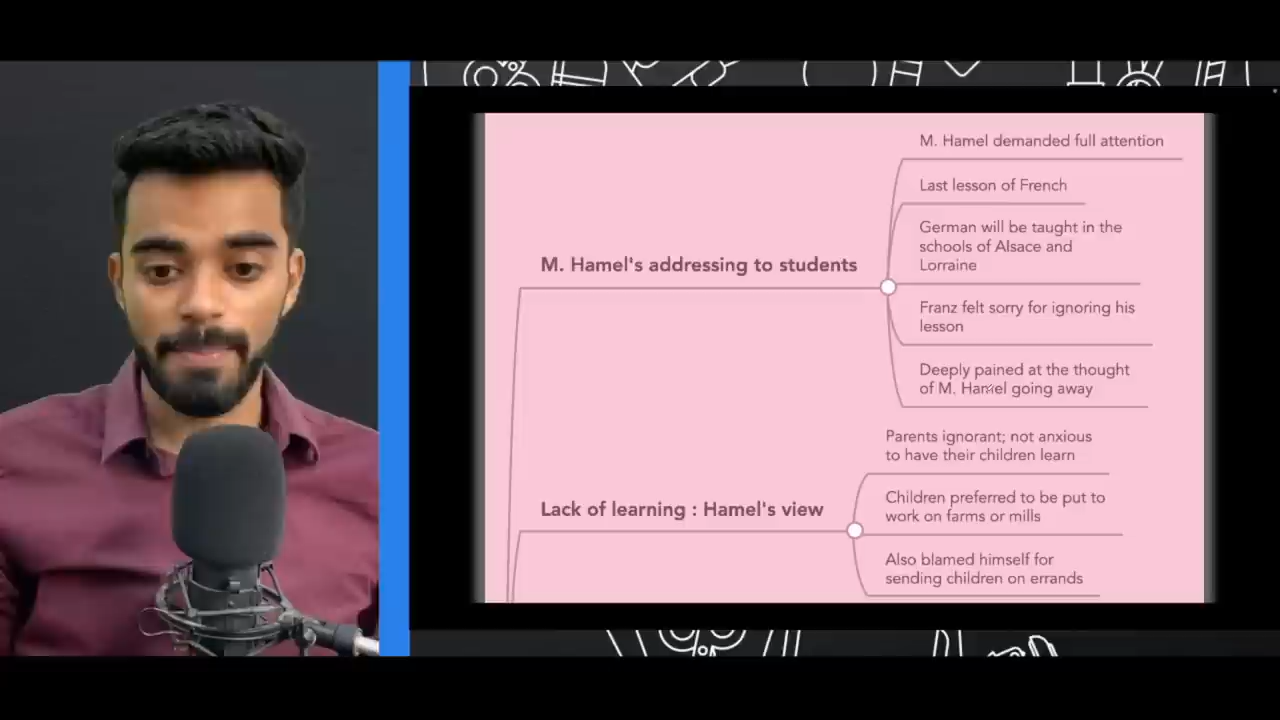 M. Hamel demanded full attention
Last lesson of French
German will be taught in the
schools of Alsace and
Lorraine
M. Hamel's addressing to students
Franz felt sorry for ignoring his
lesson
Deeply pained at the thought
of M. Hamel going away
Parents ignorant; not anxious
to have their children learn
Lack of learning : Hamel's view
Children preferred to be put to
work on farms or mills
Also blamed himself for
sending children on errands